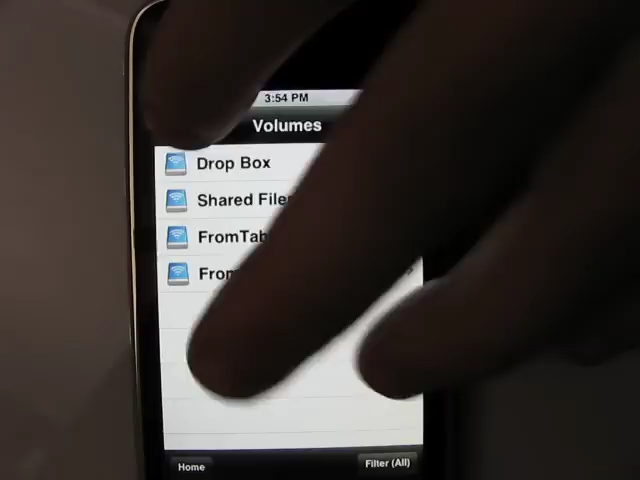 3:54 PM
Volumes
Drop Box
Shared File
FromTab
From
Home
Filter (All)